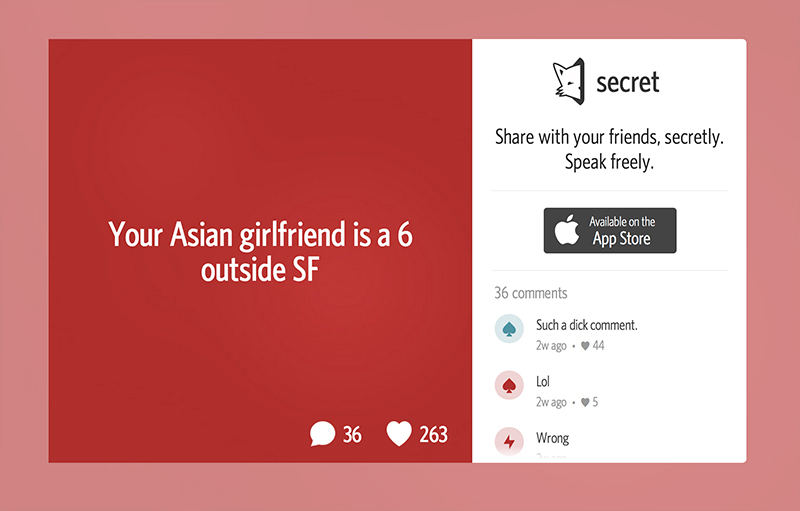 Your Asian girlfriend is a 6
outside SF
36
263
secret
Share with your friends, secretly.
Speak freely.
Available on the
App Store
36 comments
Such a dick comment.
2w ago • 44
Lol
2w ago • 5
Wrong